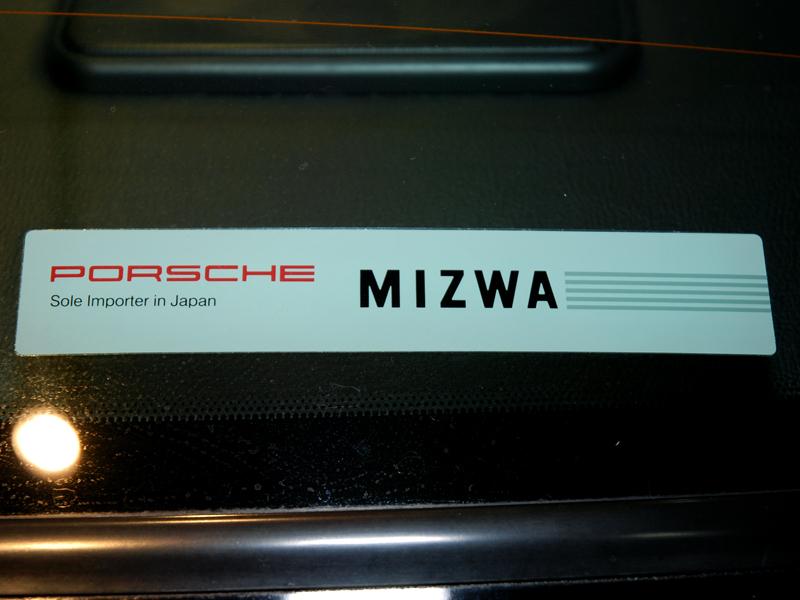 PORSCHE
Sole Importer in Japan
MIZWA